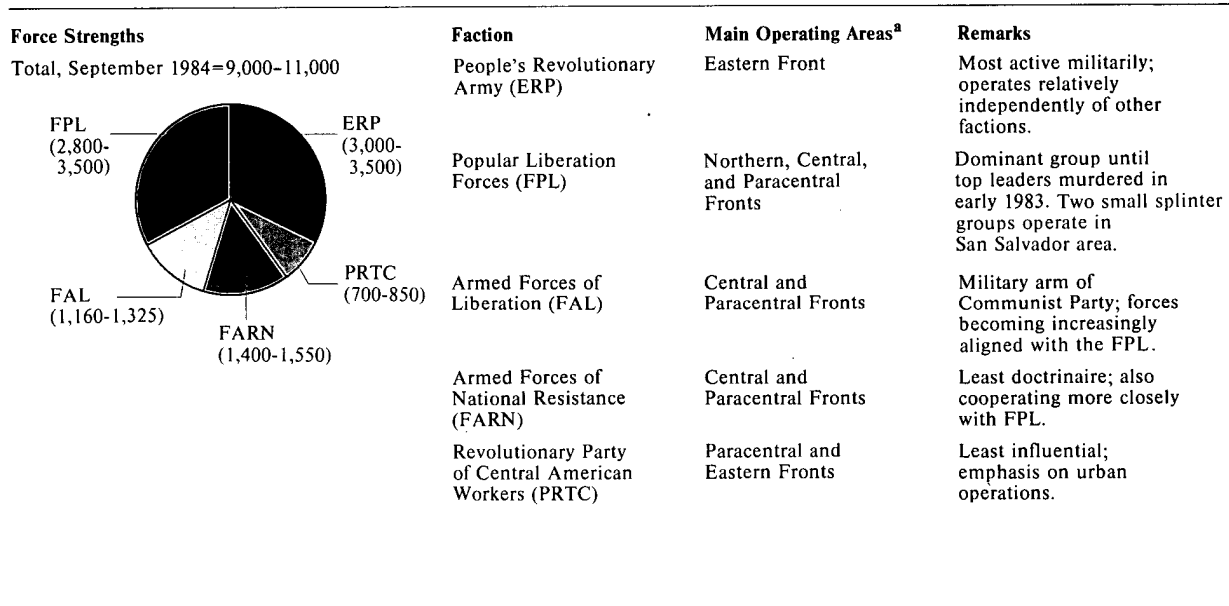 Force Strengths
Total, September 1984=9,000-11,000
FPL
(2,800-
3,500)
ERP
(3,000-
3,500)
PRTC
(700-850)
FAL
(1,160-1,325)
FARN
(1,400-1,550)
Faction
Main Operating Areasᵃ
Remarks
People's Revolutionary
Army (ERP)
Eastern Front
Most active militarily;
operates relatively
independently of other
factions.
Popular Liberation
Forces (FPL)
Northern, Central,
and Paracentral
Fronts
Dominant group until
top leaders murdered in
early 1983. Two small splinter
groups operate in
San Salvador area.
Armed Forces of
Liberation (FAL)
Central and
Paracentral Fronts
Military arm of
Communist Party; forces
becoming increasingly
aligned with the FPL.
Armed Forces of
National Resistance
(FARN)
Central and
Paracentral Fronts
Least doctrinaire; also
cooperating more closely
with FPL.
Revolutionary Party
of Central American
Workers (PRTC)
Paracentral and
Eastern Fronts
Least influential;
emphasis on urban
operations.